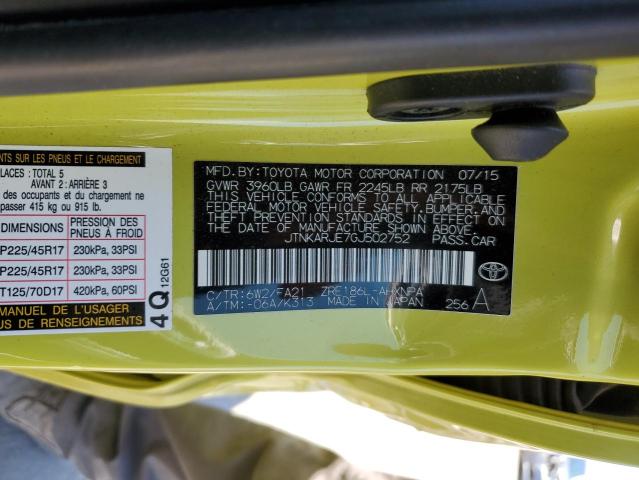 NTS SUR LES PNEUS ET LE CHARGEMENT
LACES : TOTAL 5
AVANT 2 : ARRIÈRE 3
des occupants et du chargement ne
passer 415 kg ou 915 lb.
DIMENSIONS PRESSION DES PNEUS À FROID
P225/45R17 230kPa, 33PSI
P225/45R17 230kPa, 33PSI
T125/70D17 420kPa, 60PSI
MANUEL DE L'USAGER
US DE RENSEIGNEMENTS
4Q 12G61
MFD.BY:TOYOTA MOTOR CORPORATION 07/15
GVWR 3960LB GAWR FR 2245LB RR 2175LB
THIS VEHICLE CONFORMS TO ALL APPLICABLE
FEDERAL MOTOR VEHICLE SAFETY, BUMPER, AND
THEFT PREVENTION STANDARDS IN EFFECT ON
THE DATE OF MANUFACTURE SHOWN ABOVE.
JTNKARJE7GJ502752 PASS.CAR
C/TR:6W2/FA21 ZRE186L-AHXNPA
A/TM:-06A/K313 MADE IN JAPAN 256 A
TOYOTA